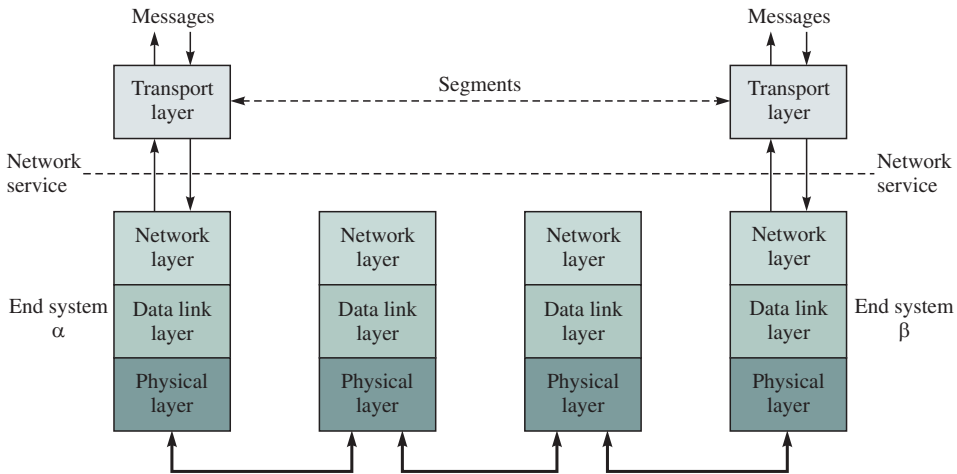 Messages
Messages
Transport
layer
Segments
Transport
layer
Network
service
Network
service
Network
layer
Network
layer
Network
layer
Network
layer
End system
α
Data link
layer
Data link
layer
Data link
layer
Data link
layer
End system
β
Physical
layer
Physical
layer
Physical
layer
Physical
layer